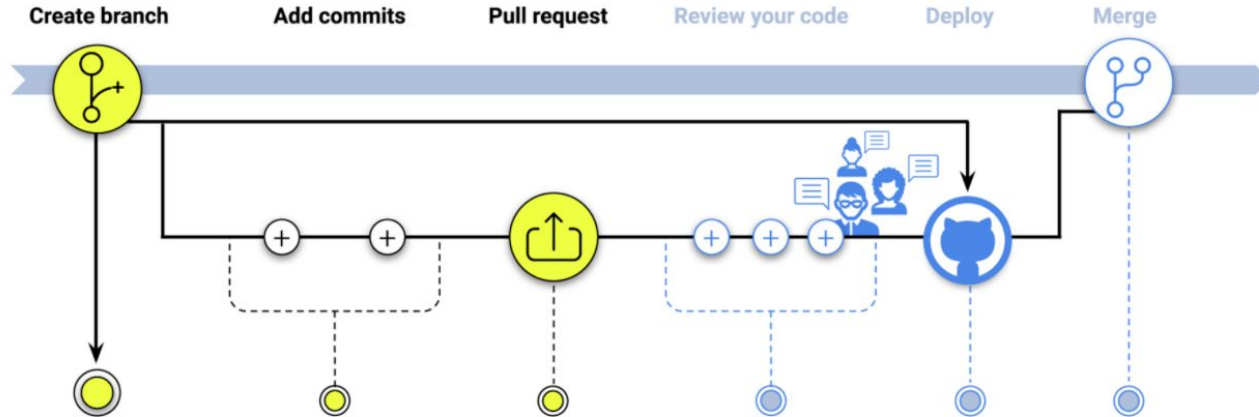 Create branch
Add commits
Pull request
Review your code
Deploy
Merge